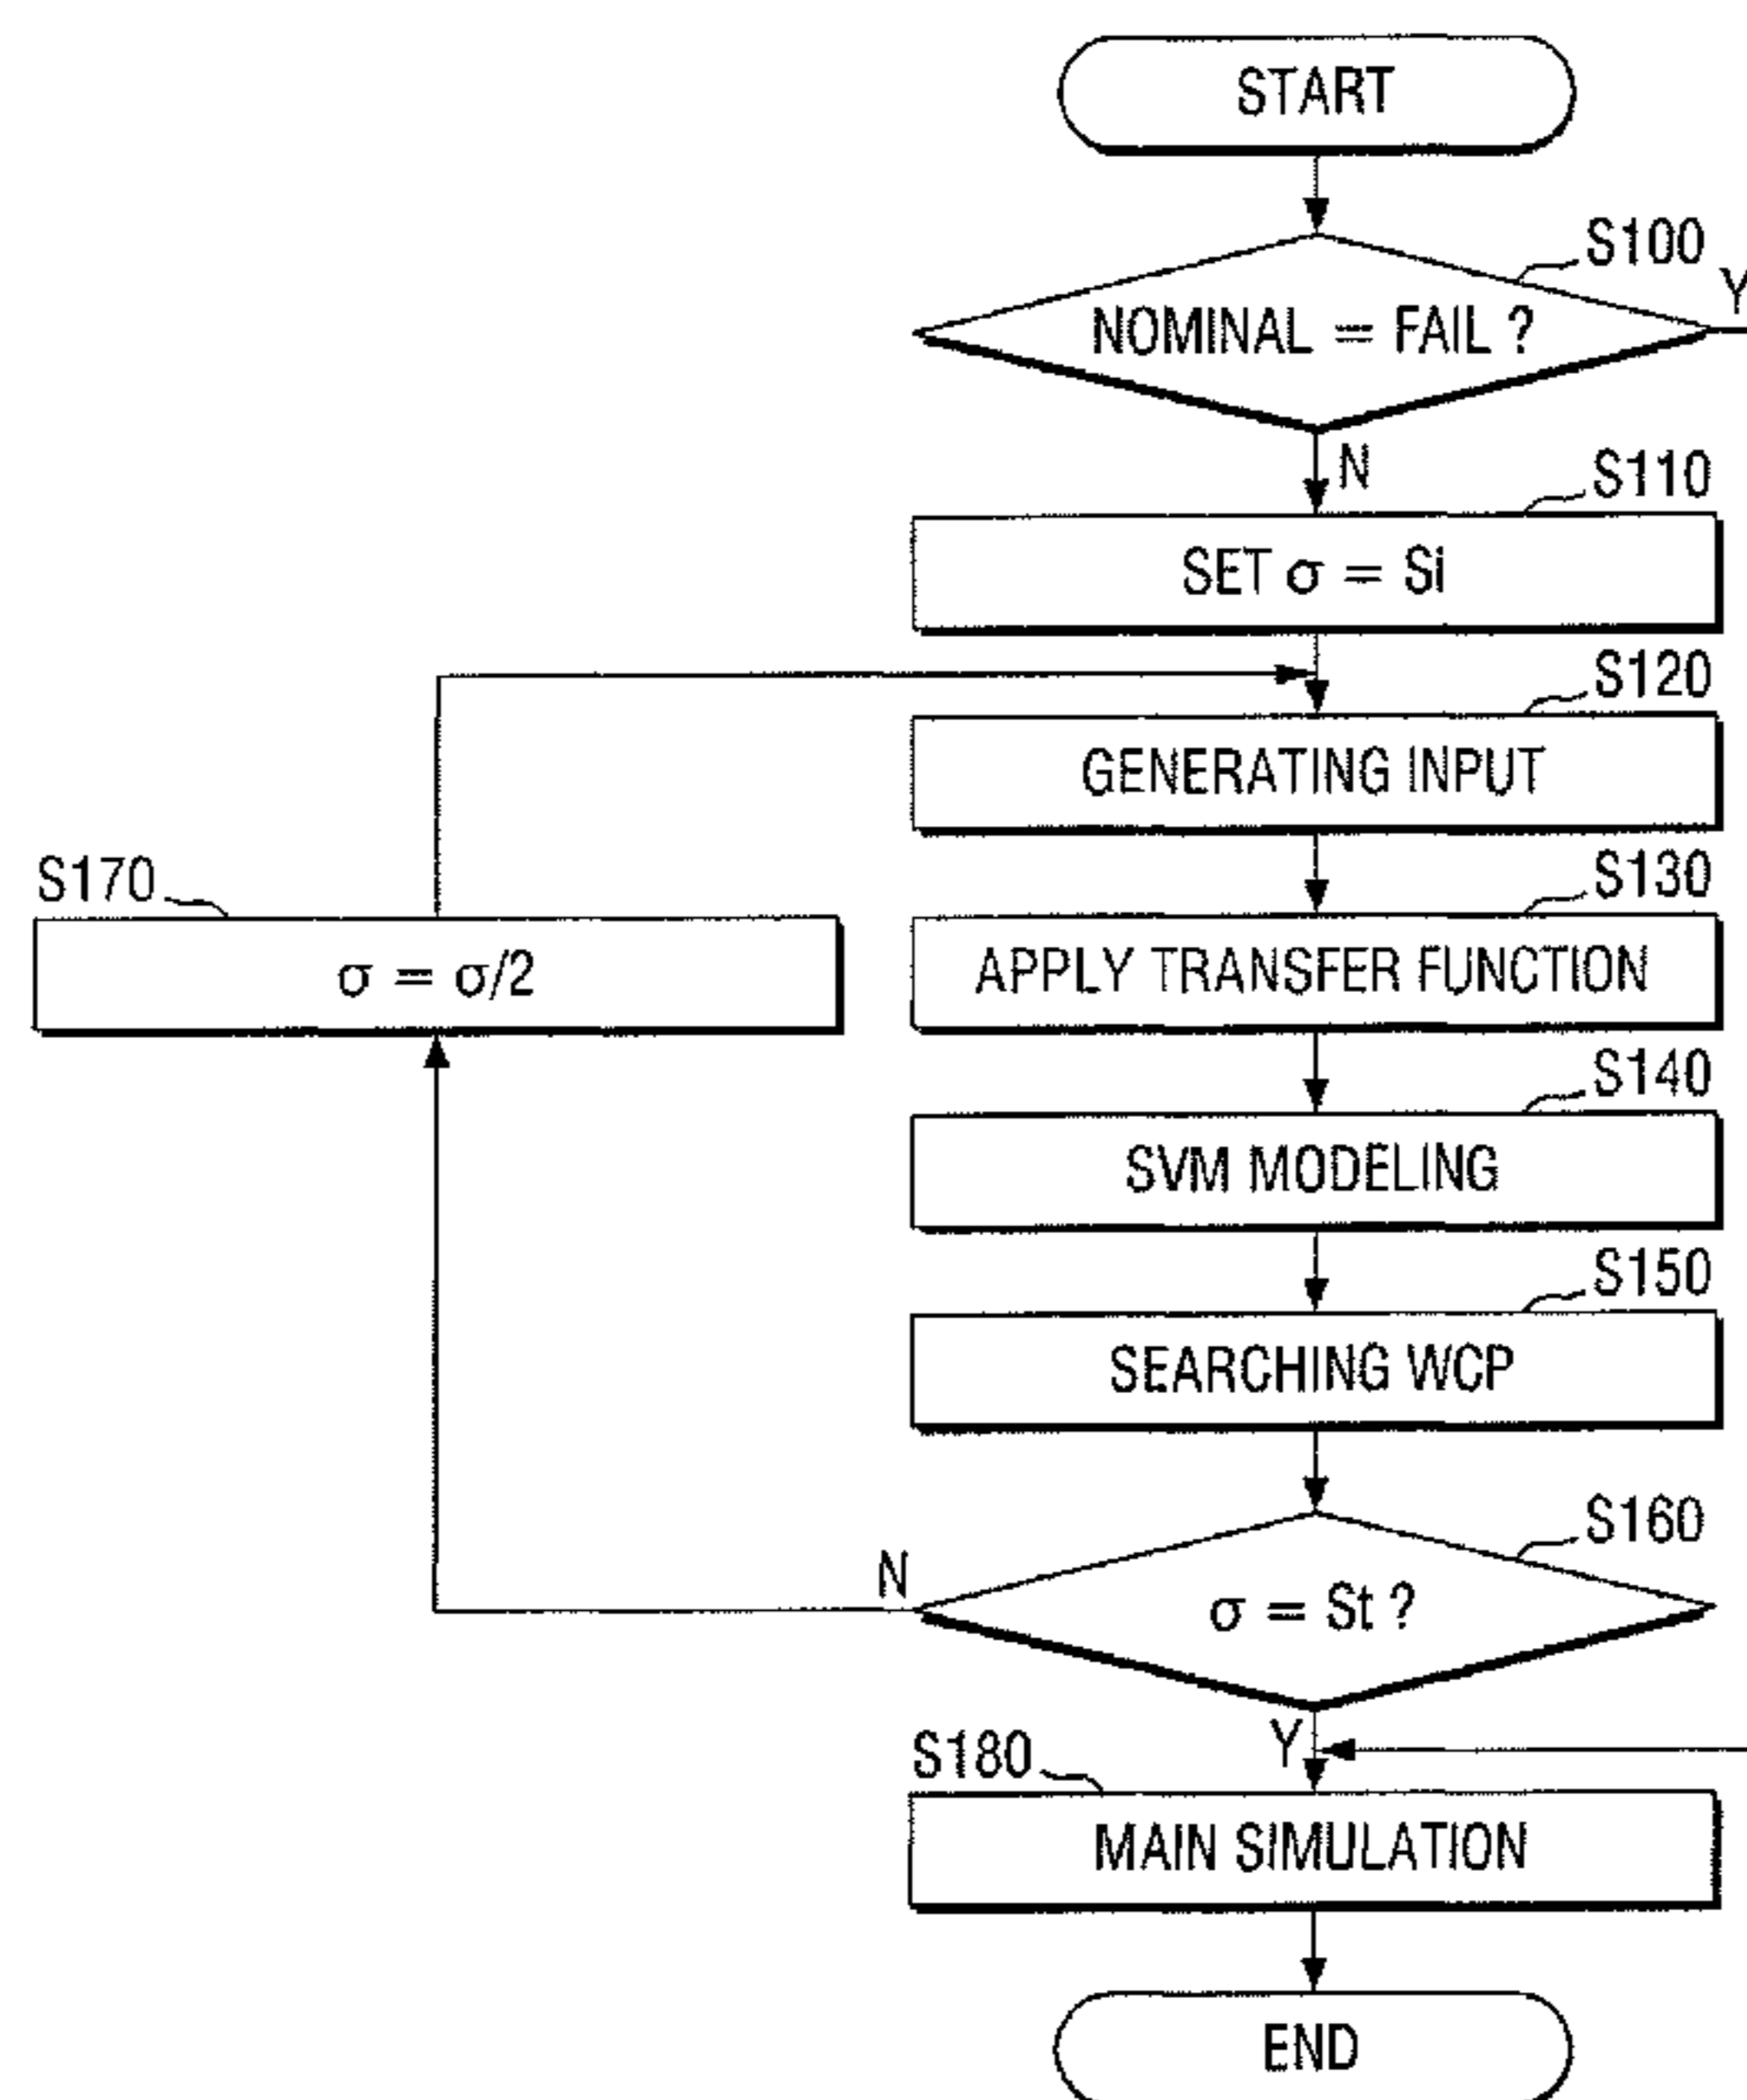 START
S100
NOMINAL = FAIL ?
Y
N
S110
SET σ = Si
S120
GENERATING INPUT
S170
σ = σ/2
S130
APPLY TRANSFER FUNCTION
S140
SVM MODELING
S150
SEARCHING WCP
S160
N
σ = St ?
Y
S180
MAIN SIMULATION
END